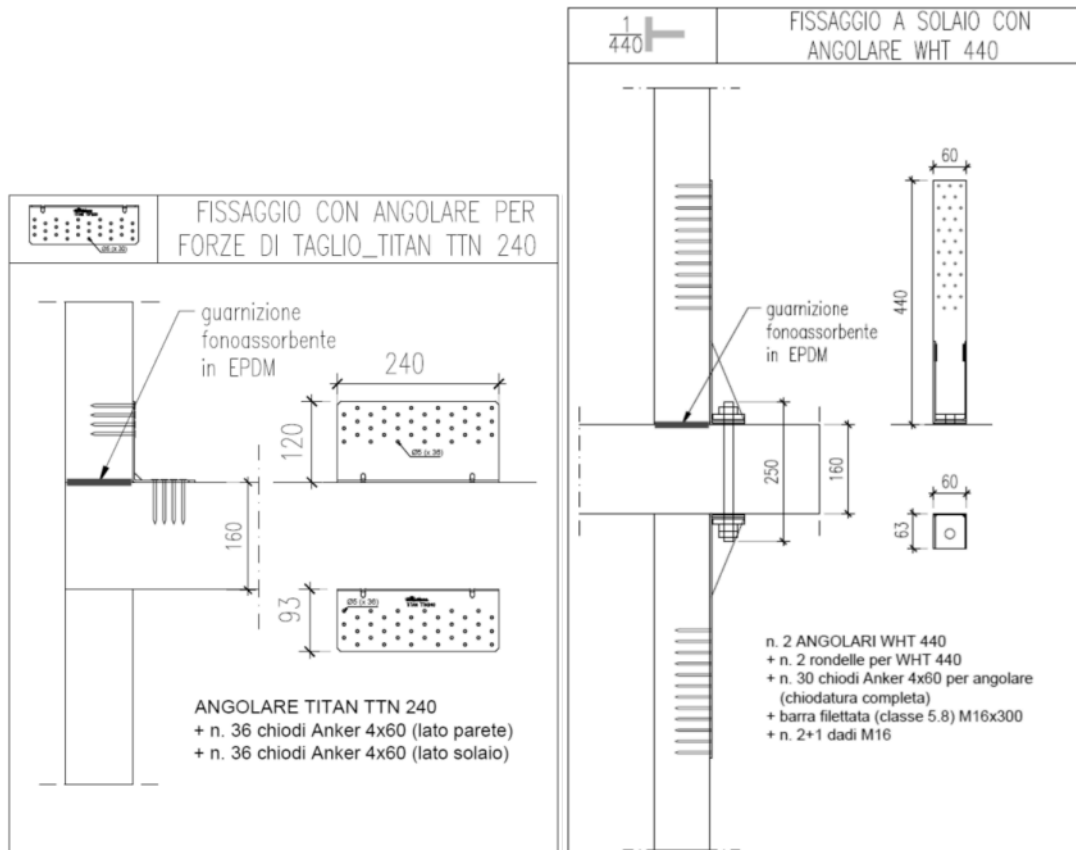 FISSAGGIO CON ANGOLARE PER
FORZE DI TAGLIO_TITAN TTN 240
Ø5 (x 36)
guarnizione
fonoassorbente
in EPDM
240
120
Ø5 (x 36)
160
93
Ø5 (x 36)
ANGOLARE TITAN TTN 240
+ n. 36 chiodi Anker 4x60 (lato parete)
+ n. 36 chiodi Anker 4x60 (lato solaio)
1
440
FISSAGGIO A SOLAIO CON
ANGOLARE WHT 440
guarnizione
fonoassorbente
in EPDM
60
440
250
160
60
63
n. 2 ANGOLARI WHT 440
+ n. 2 rondelle per WHT 440
+ n. 30 chiodi Anker 4x60 per angolare
(chiodatura completa)
+ barra filettata (classe 5.8) M16x300
+ n. 2+1 dadi M16